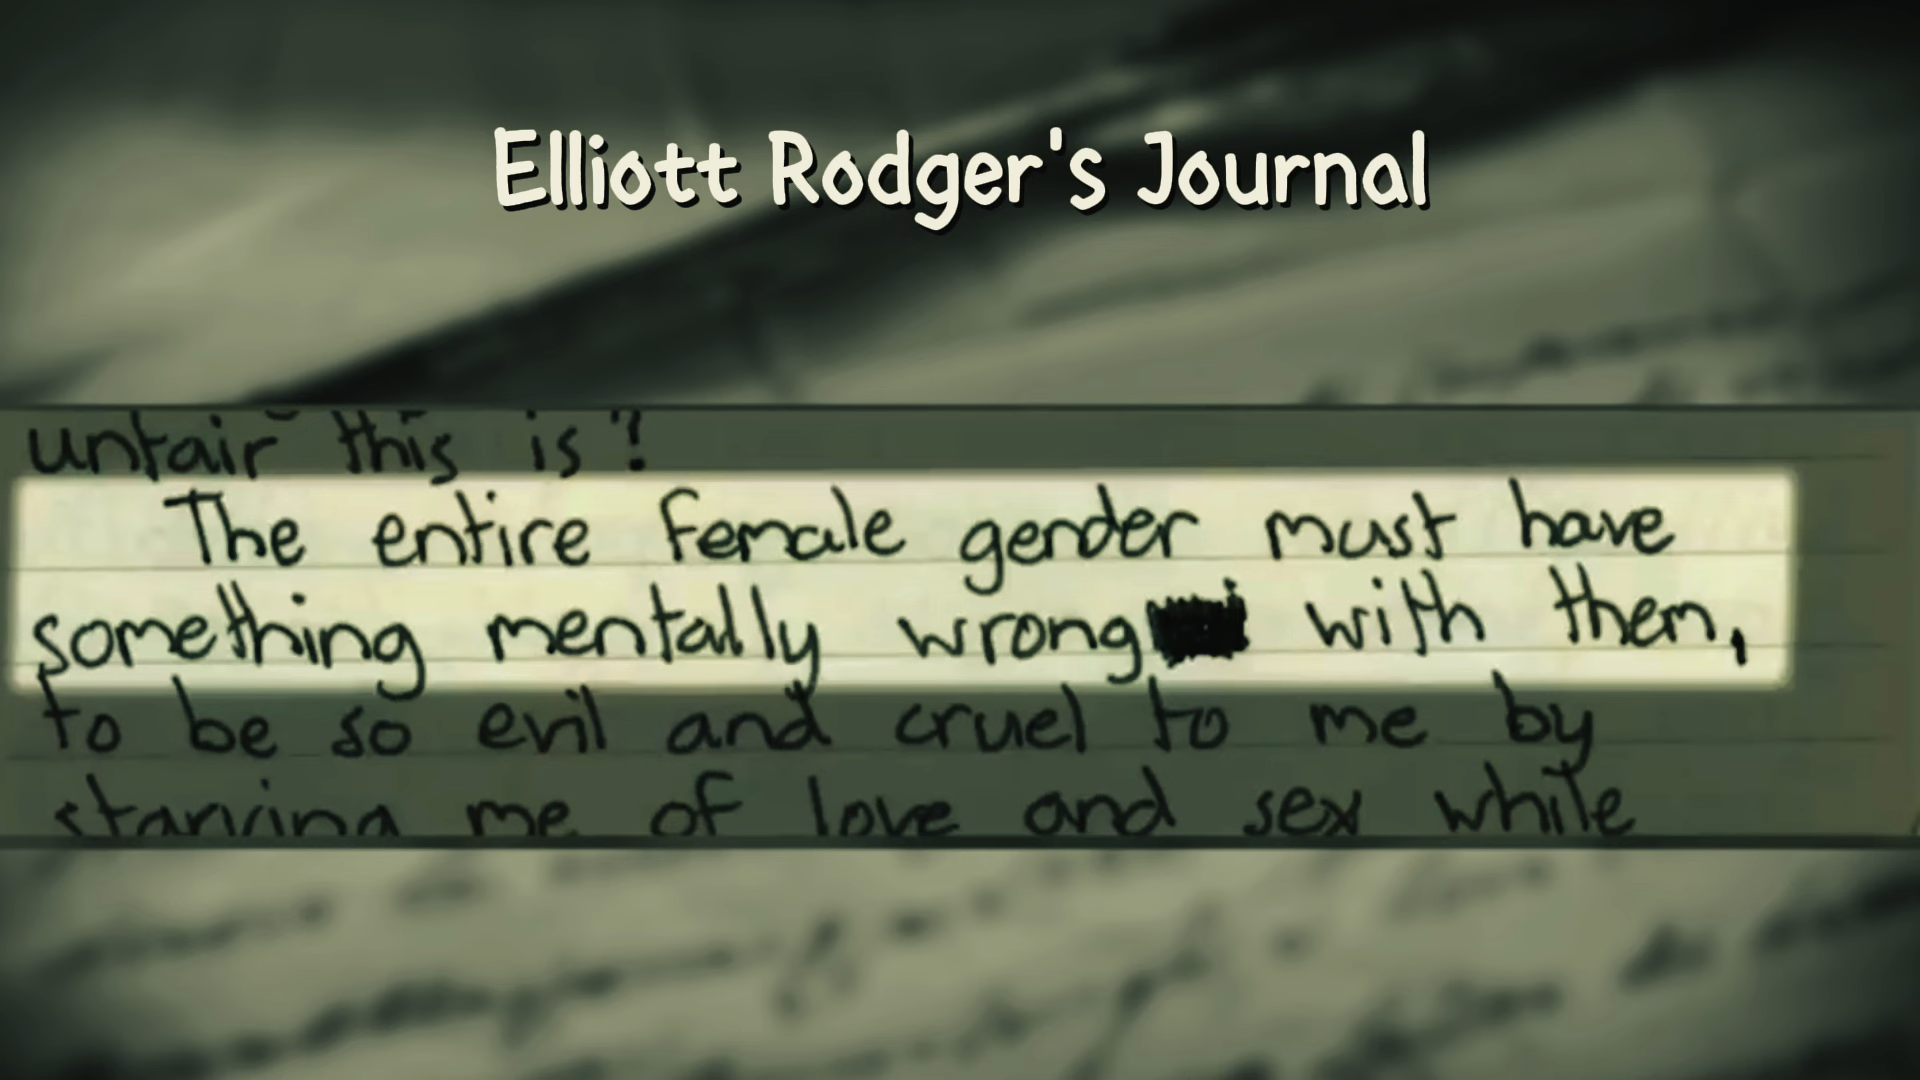 Elliott Rodger's Journal
unfair this is?
The entire female gender must have
something mentally wrong with them,
to be so evil and cruel to me by
starving me of love and sex while